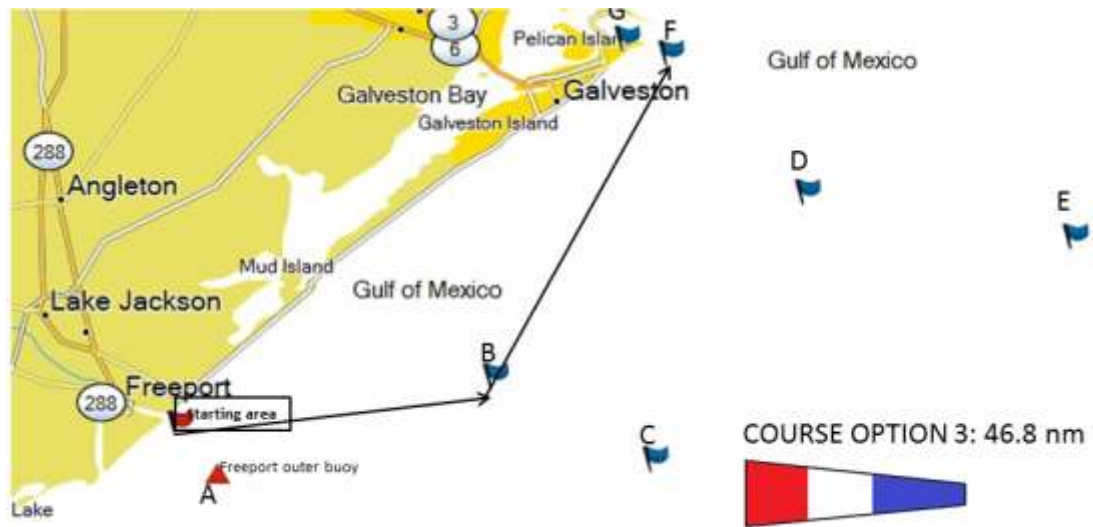 3
6
G
F
Pelican Islan
Gulf of Mexico
Galveston Bay
Galveston
Galveston Island
288
D
Angleton
E
Mud Island
Gulf of Mexico
Lake Jackson
B
Freeport
288
Starting area
C
COURSE OPTION 3: 46.8 nm
Freeport outer buoy
A
Lake